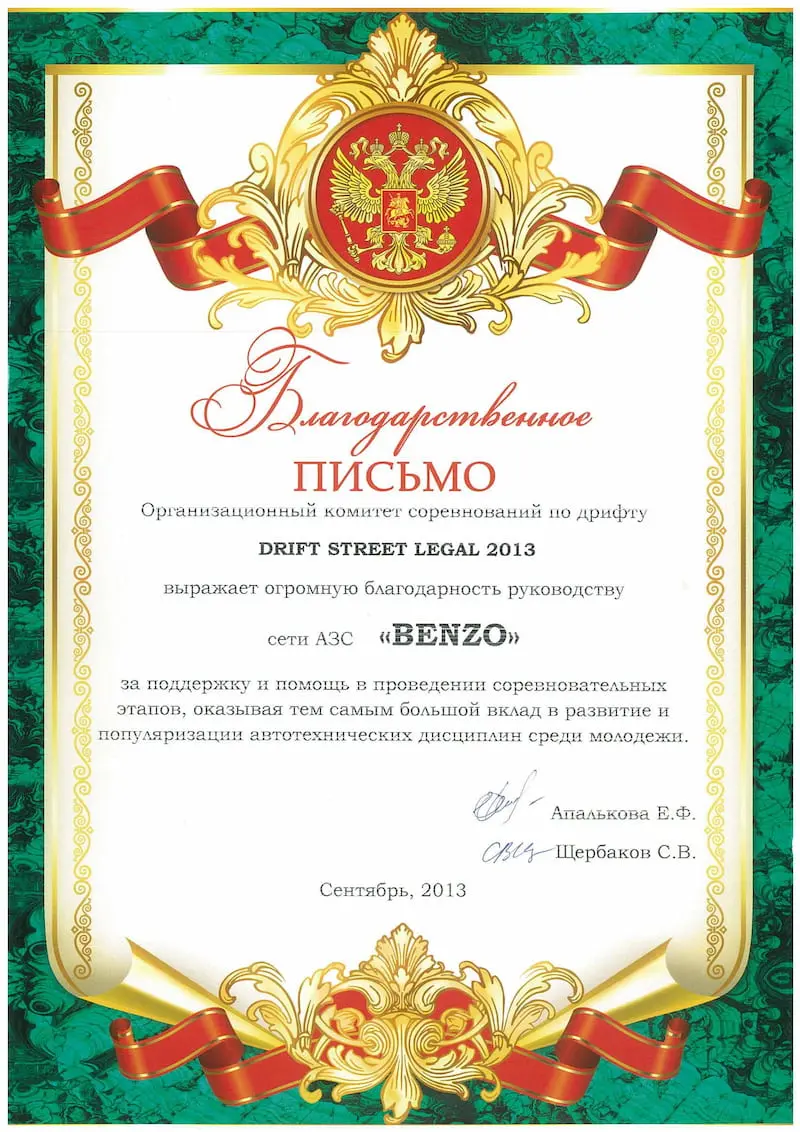 Благодарственное
ПИСЬМО
Организационный комитет соревнований по дрифту
DRIFT STREET LEGAL 2013
выражает огромную благодарность руководству
сети АЗС «BENZO»
за поддержку и помощь в проведении соревновательных
этапов, оказывая тем самым большой вклад в развитие и
популяризации автотехнических дисциплин среди молодежи.
Апалькова Е.Ф.
Щербаков С.В.
Сентябрь, 2013